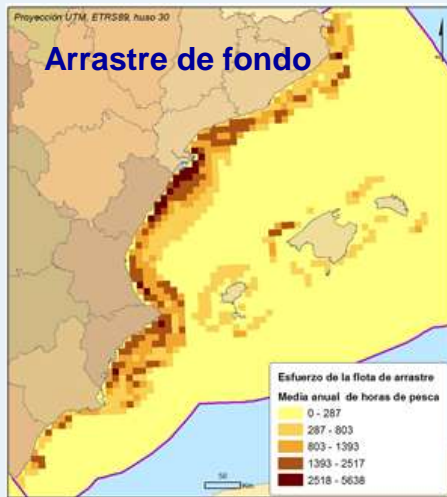 Proyección UTM, ETRS89, huso 30
Arrastre de fondo
Esfuerzo de la flota de arrastre
Media anual de horas de pesca
0 - 287
287 - 803
803 - 1393
1393 - 2517
2518 - 5638
50
Km